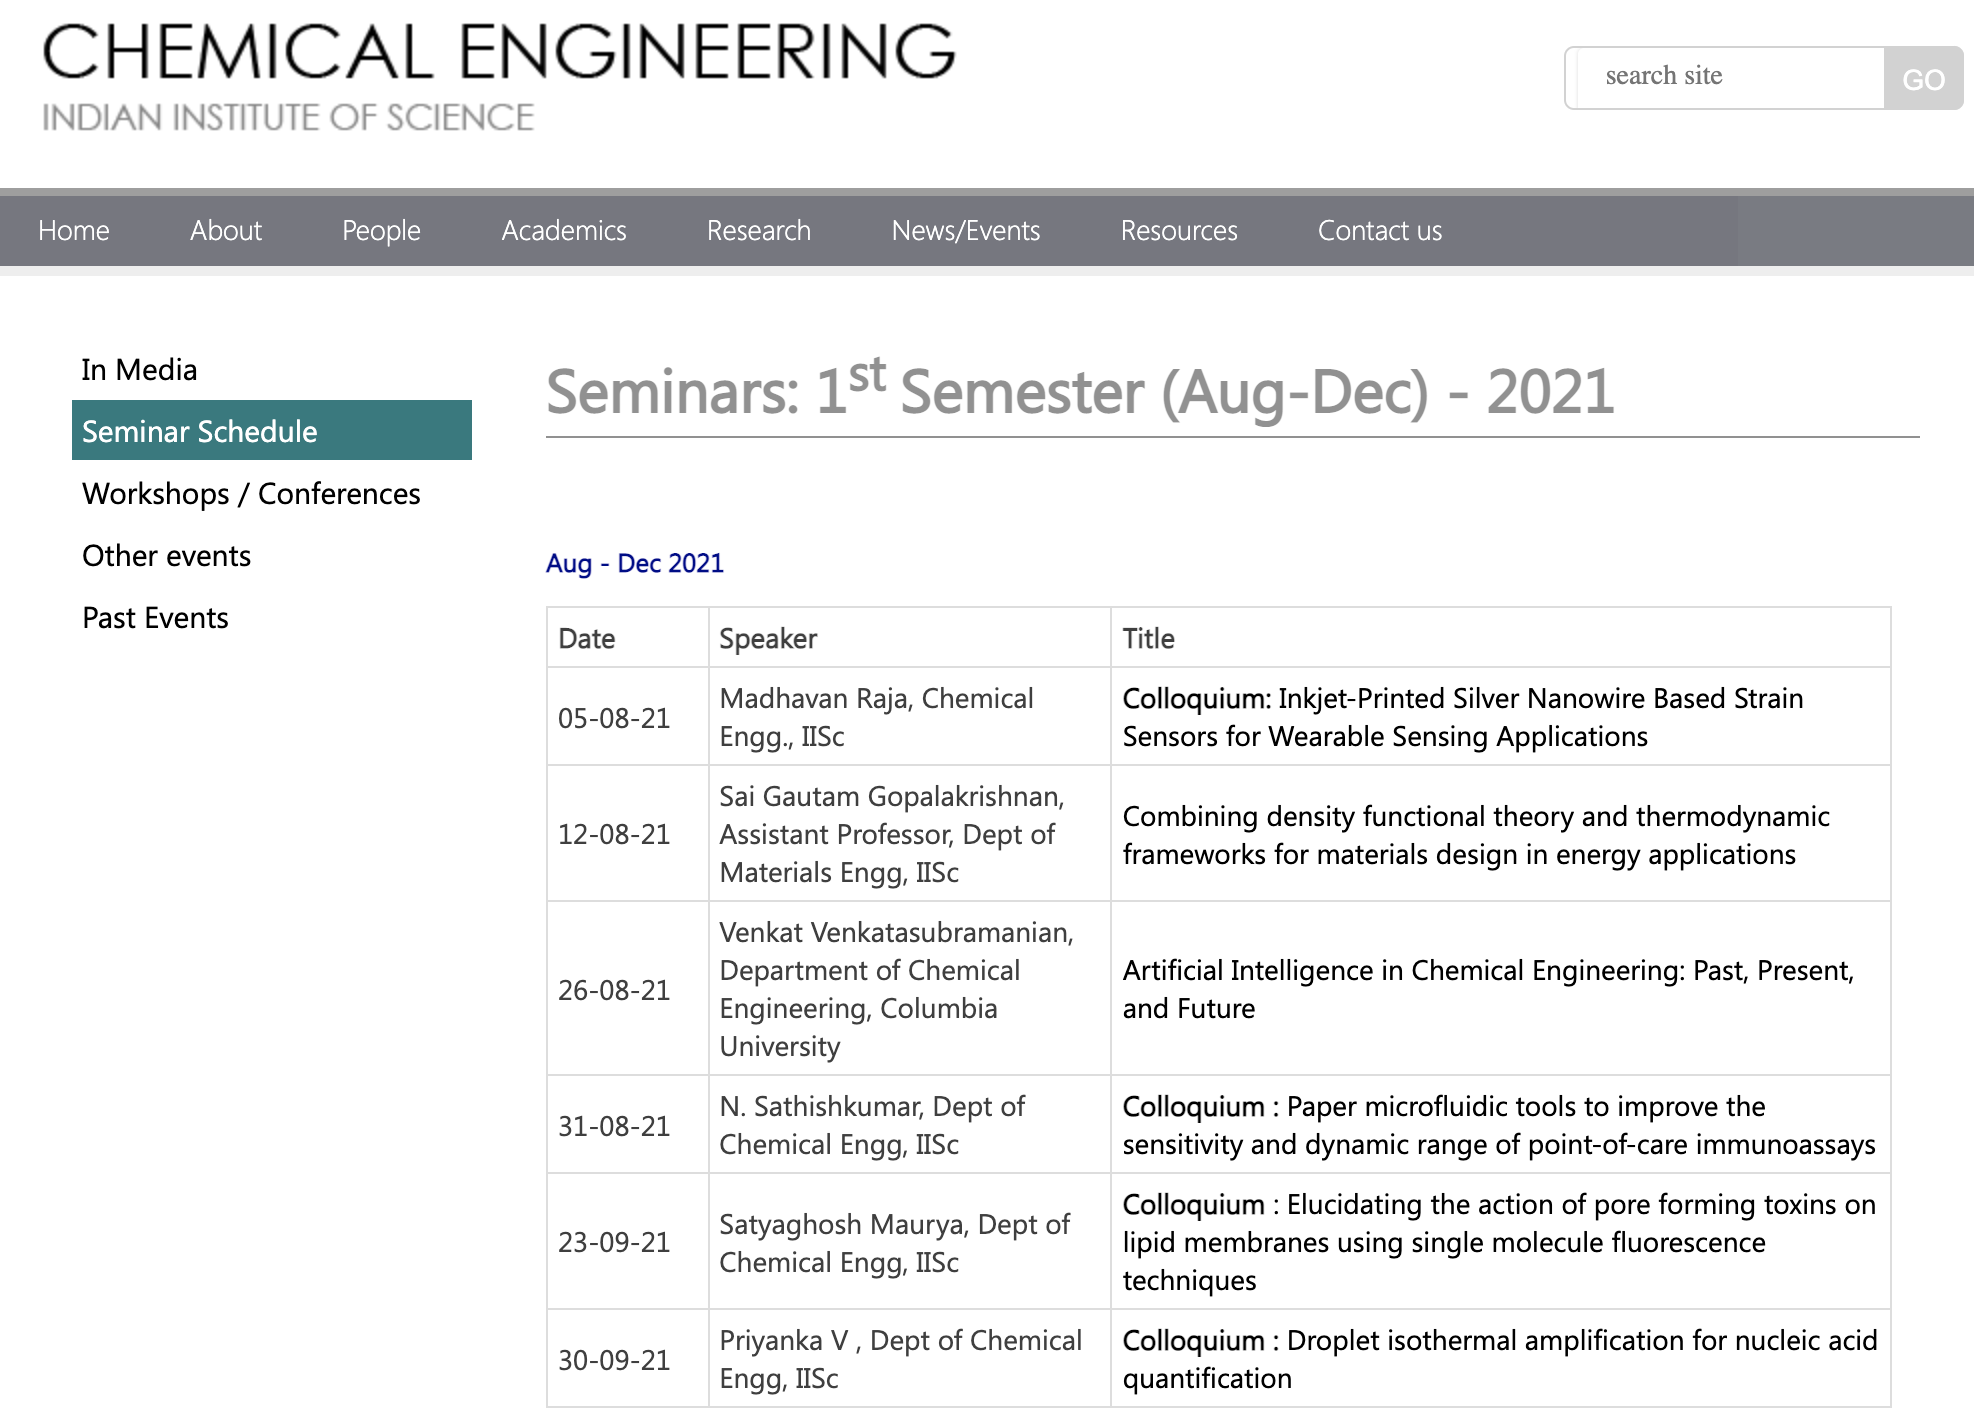 CHEMICAL ENGINEERING
INDIAN INSTITUTE OF SCIENCE
search site
GO
Home
About
People
Academics
Research
News/Events
Resources
Contact us
In Media
Seminar Schedule
Workshops / Conferences
Other events
Past Events
Seminars: 1st Semester (Aug-Dec) - 2021
Aug - Dec 2021
Date
Speaker
Title
05-08-21
Madhavan Raja, Chemical
Engg., IISc
Colloquium: Inkjet-Printed Silver Nanowire Based Strain
Sensors for Wearable Sensing Applications
12-08-21
Sai Gautam Gopalakrishnan,
Assistant Professor, Dept of
Materials Engg, IISc
Combining density functional theory and thermodynamic
frameworks for materials design in energy applications
26-08-21
Venkat Venkatasubramanian,
Department of Chemical
Engineering, Columbia
University
Artificial Intelligence in Chemical Engineering: Past, Present,
and Future
31-08-21
N. Sathishkumar, Dept of
Chemical Engg, IISc
Colloquium : Paper microfluidic tools to improve the
sensitivity and dynamic range of point-of-care immunoassays
23-09-21
Satyaghosh Maurya, Dept of
Chemical Engg, IISc
Colloquium : Elucidating the action of pore forming toxins on
lipid membranes using single molecule fluorescence
techniques
30-09-21
Priyanka V , Dept of Chemical
Engg, IISc
Colloquium : Droplet isothermal amplification for nucleic acid
quantification